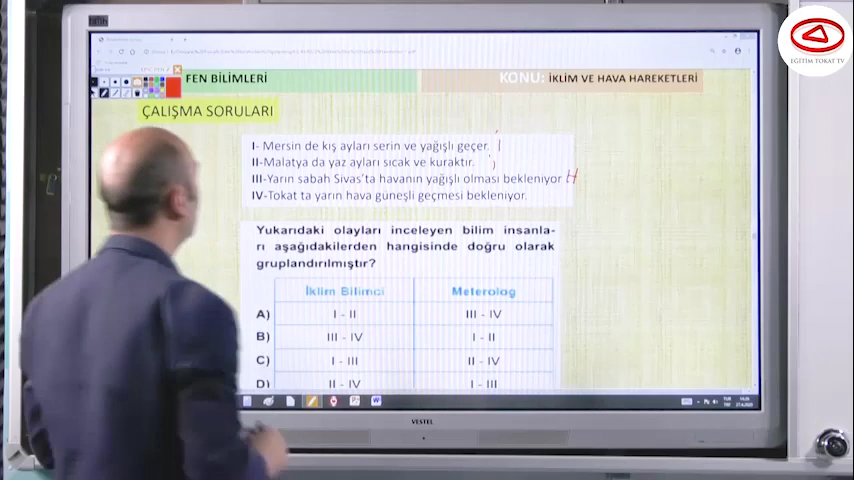 EĞİTİM TOKAT TV
FEN BİLİMLERİ
KONU: İKLİM VE HAVA HAREKETLERİ
ÇALIŞMA SORULARI
I- Mersin de kış ayları serin ve yağışlı geçer. i
II-Malatya da yaz ayları sıcak ve kuraktır. i
III-Yarın sabah Sivas'ta havanın yağışlı olması bekleniyor H
IV-Tokat ta yarın hava güneşli geçmesi bekleniyor.
Yukarıdaki olayları inceleyen bilim insanla-
rı aşağıdakilerden hangisinde doğru olarak
gruplandırılmıştır?
İklim Bilimci Meterolog
A) I - II III - IV
B) III - IV I - II
C) I - III II - IV
D) II - IV I - III
VESTEL